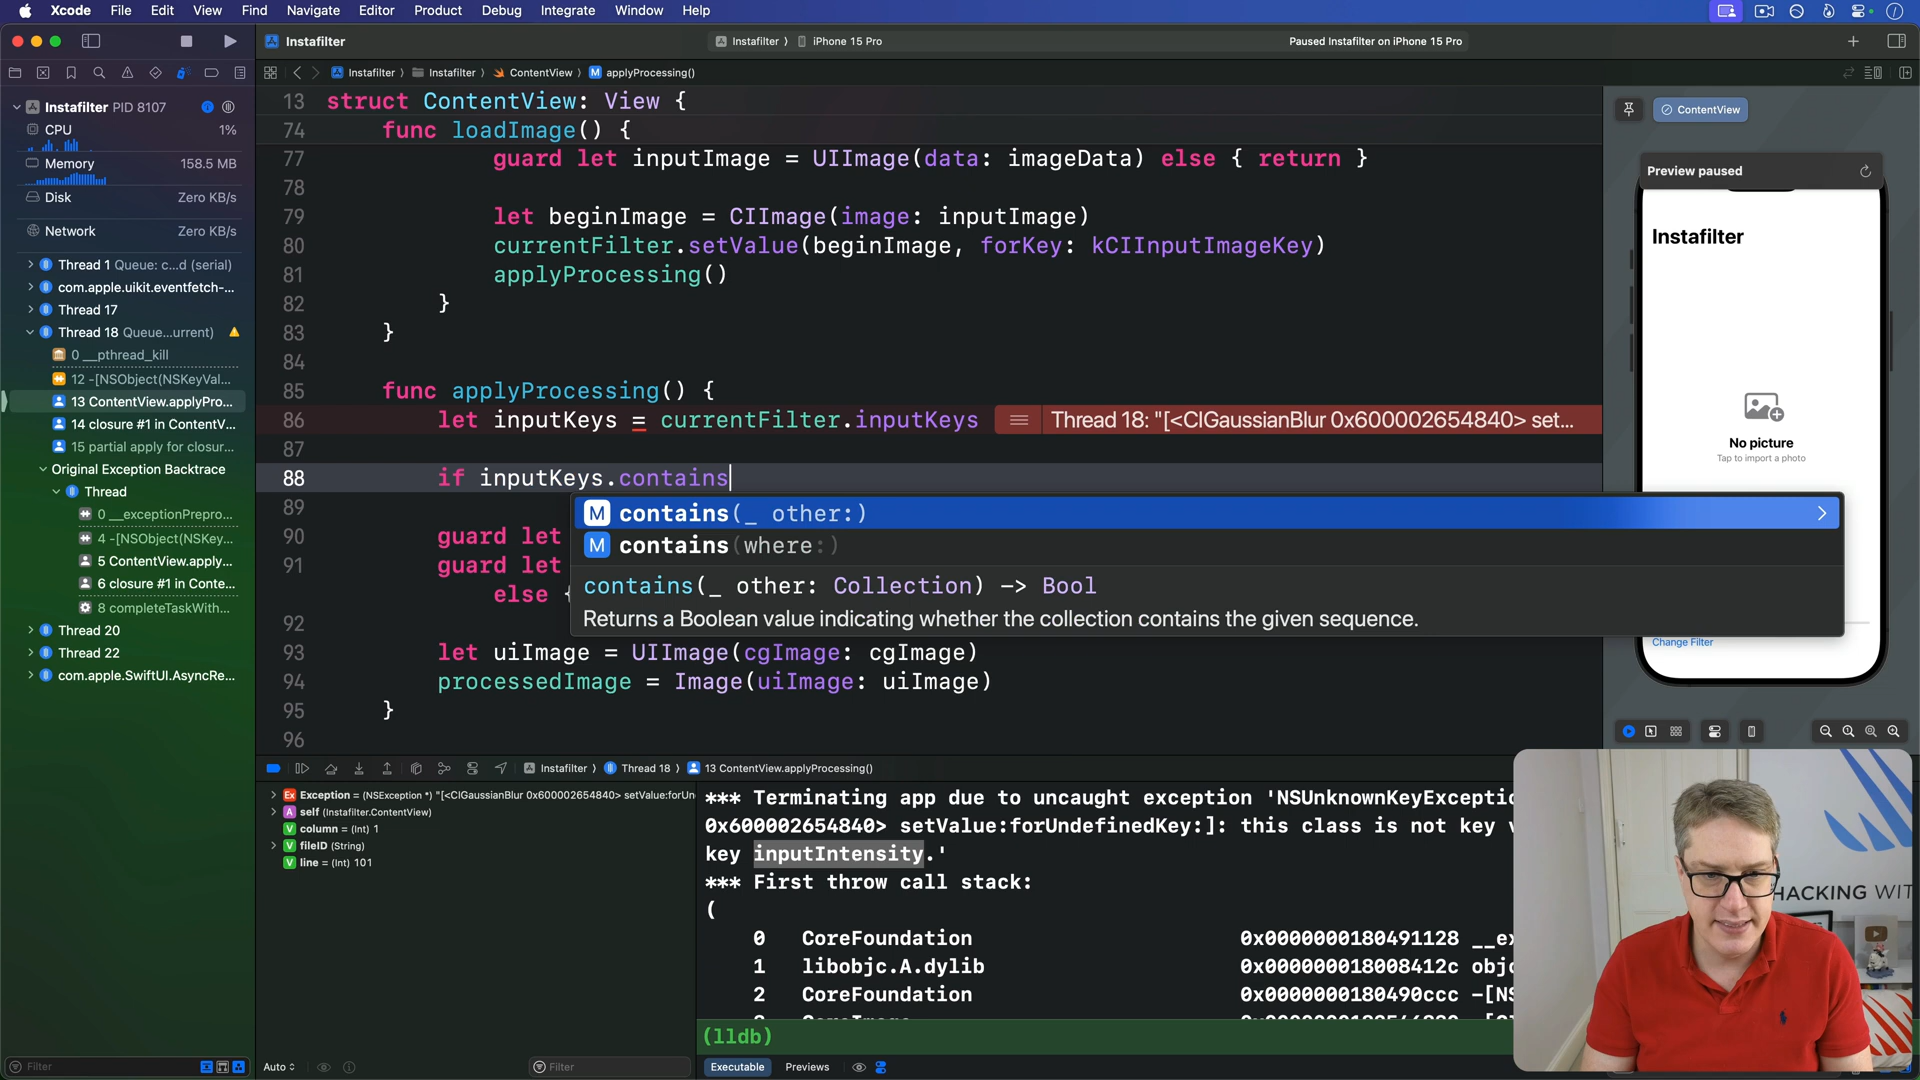 Xcode File Edit View Find Navigate Editor Product Debug Integrate Window Help
Instafilter
Instafilter 〉 iPhone 15 Pro
Paused Instafilter on iPhone 15 Pro
Instafilter 〉 Instafilter 〉 ContentView 〉 M applyProcessing()
Instafilter PID 8107
CPU 1%
Memory 158.5 MB
Disk Zero KB/s
Network Zero KB/s
Thread 1 Queue: c...d (serial)
com.apple.uikit.eventfetch-...
Thread 17
Thread 18 Queue...urrent)
0 __pthread_kill
12 -[NSObject(NSKeyVal...
13 ContentView.applyPro...
14 closure #1 in ContentV...
15 partial apply for closur...
Original Exception Backtrace
Thread
0 __exceptionPrepro...
4 -[NSObject(NSKey...
5 ContentView.apply...
6 closure #1 in Conte...
8 completeTaskWith...
Thread 20
Thread 22
com.apple.SwiftUI.AsyncRe...
Filter
13 struct ContentView: View {
74 func loadImage() {
77 guard let inputImage = UIImage(data: imageData) else { return }
78
79 let beginImage = CIImage(image: inputImage)
80 currentFilter.setValue(beginImage, forKey: kCIInputImageKey)
81 applyProcessing()
82 }
83 }
84
85 func applyProcessing() {
86 let inputKeys = currentFilter.inputKeys
Thread 18: "[<CIGaussianBlur 0x600002654840> set...
87
88 if inputKeys.contains
89
90 guard let
91 guard let
else {
92
93 let uiImage = UIImage(cgImage: cgImage)
94 processedImage = Image(uiImage: uiImage)
95 }
96
M contains(_ other:)
M contains(where:)
contains(_ other: Collection) -> Bool
Returns a Boolean value indicating whether the collection contains the given sequence.
ContentView
Preview paused
Instafilter
No picture
Tap to import a photo
Change Filter
Instafilter 〉 Thread 18 〉 13 ContentView.applyProcessing()
Ex Exception = (NSException *) "[<CIGaussianBlur 0x600002654840> setValue:forUn
A self (Instafilter.ContentView)
V column = (Int) 1
V fileID (String)
V line = (Int) 101
Auto
Filter
*** Terminating app due to uncaught exception 'NSUnknownKeyExceptio
0x600002654840> setValue:forUndefinedKey:]: this class is not key v
key inputIntensity.'
*** First throw call stack:
(
0 CoreFoundation 0x0000000180491128 __ex
1 libobjc.A.dylib 0x000000018008412c objc
2 CoreFoundation 0x0000000180490ccc -[NS
(lldb)
Executable Previews
HACKING WIT